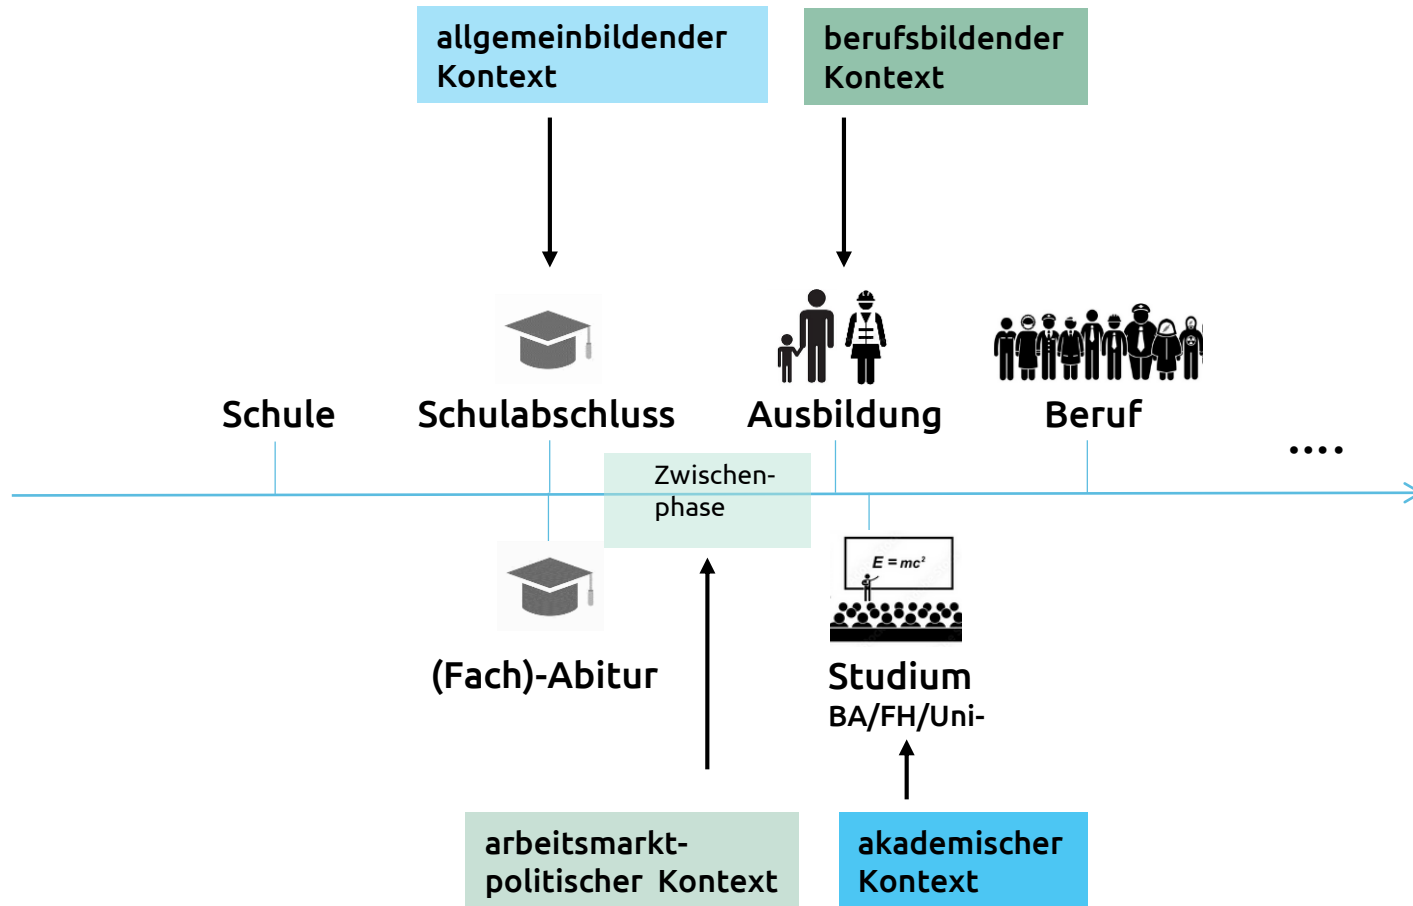 allgemeinbildender
Kontext
berufsbildender
Kontext
Schule
Schulabschluss
Ausbildung
Beruf
....
Zwischen-
phase
E = mc²
(Fach)-Abitur
Studium
BA/FH/Uni-
arbeitsmarkt-
politischer Kontext
akademischer
Kontext